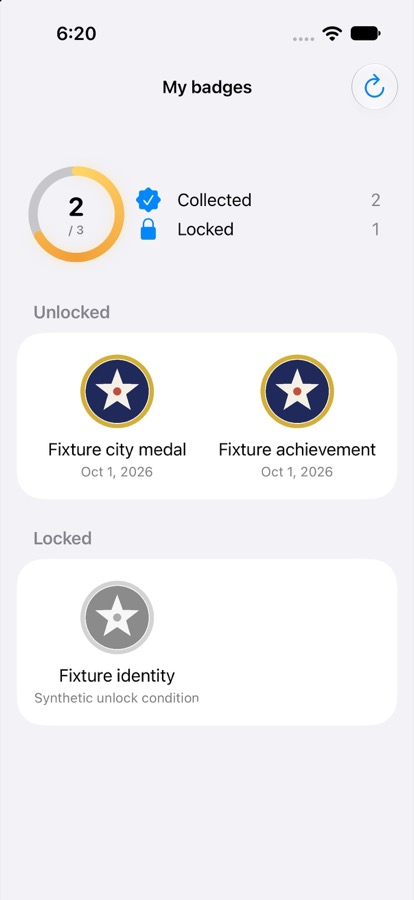 6:20
My badges
2
/ 3
Collected 2
Locked 1
Unlocked
Fixture city medal
Oct 1, 2026
Fixture achievement
Oct 1, 2026
Locked
Fixture identity
Synthetic unlock condition